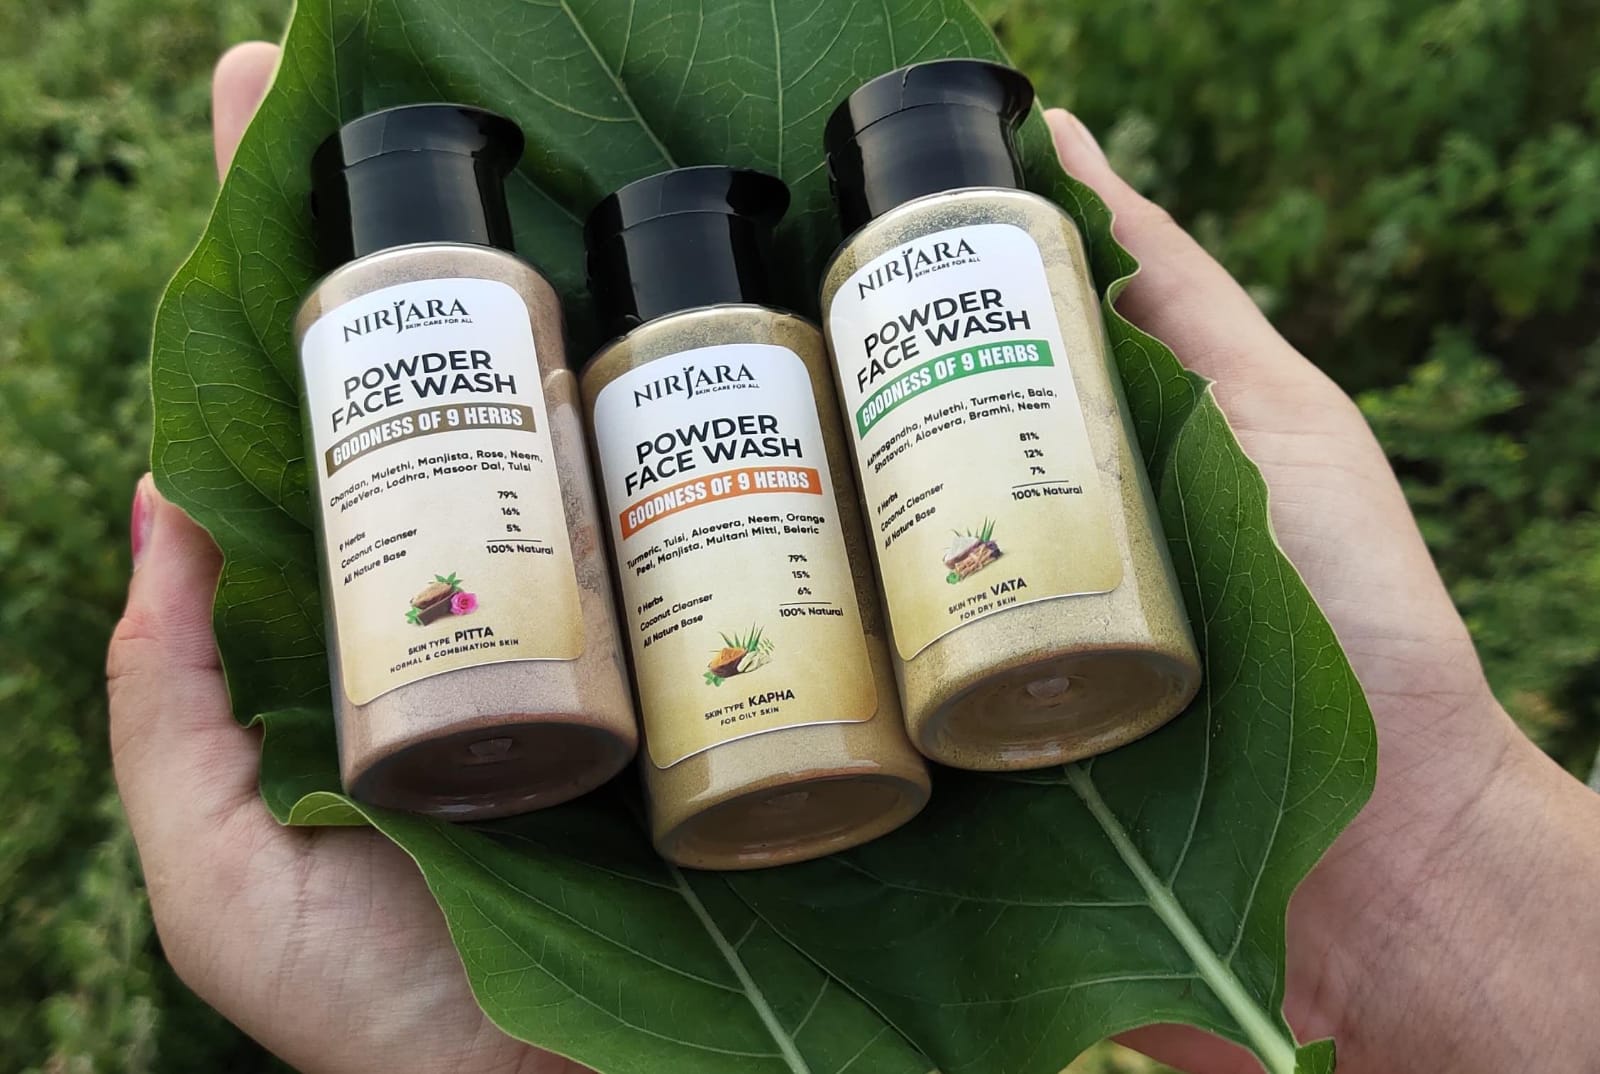 NIRJARA
SKIN CARE FOR ALL
POWDER
FACE WASH
GOODNESS OF 9 HERBS
Chandan, Mulethi, Manjista, Rose, Neem,
AloeVera, Lodhra, Masoor Dal, Tulsi
9 Herbs 79%
Coconut Cleanser 16%
All Nature Base 5%
100% Natural
SKIN TYPE PITTA
NORMAL & COMBINATION SKIN
NIRJARA
SKIN CARE FOR ALL
POWDER
FACE WASH
GOODNESS OF 9 HERBS
Turmeric, Tulsi, Aloevera, Neem, Orange
Peel, Manjista, Multani Mitti, Beleric
9 Herbs 79%
Coconut Cleanser 15%
All Nature Base 6%
100% Natural
SKIN TYPE KAPHA
FOR OILY SKIN
NIRJARA
SKIN CARE FOR ALL
POWDER
FACE WASH
GOODNESS OF 9 HERBS
Ashwagandha, Mulethi, Turmeric, Bala,
Shatavari, Aloevera, Bramhi, Neem
9 Herbs 81%
Coconut Cleanser 12%
All Nature Base 7%
100% Natural
SKIN TYPE VATA
FOR DRY SKIN